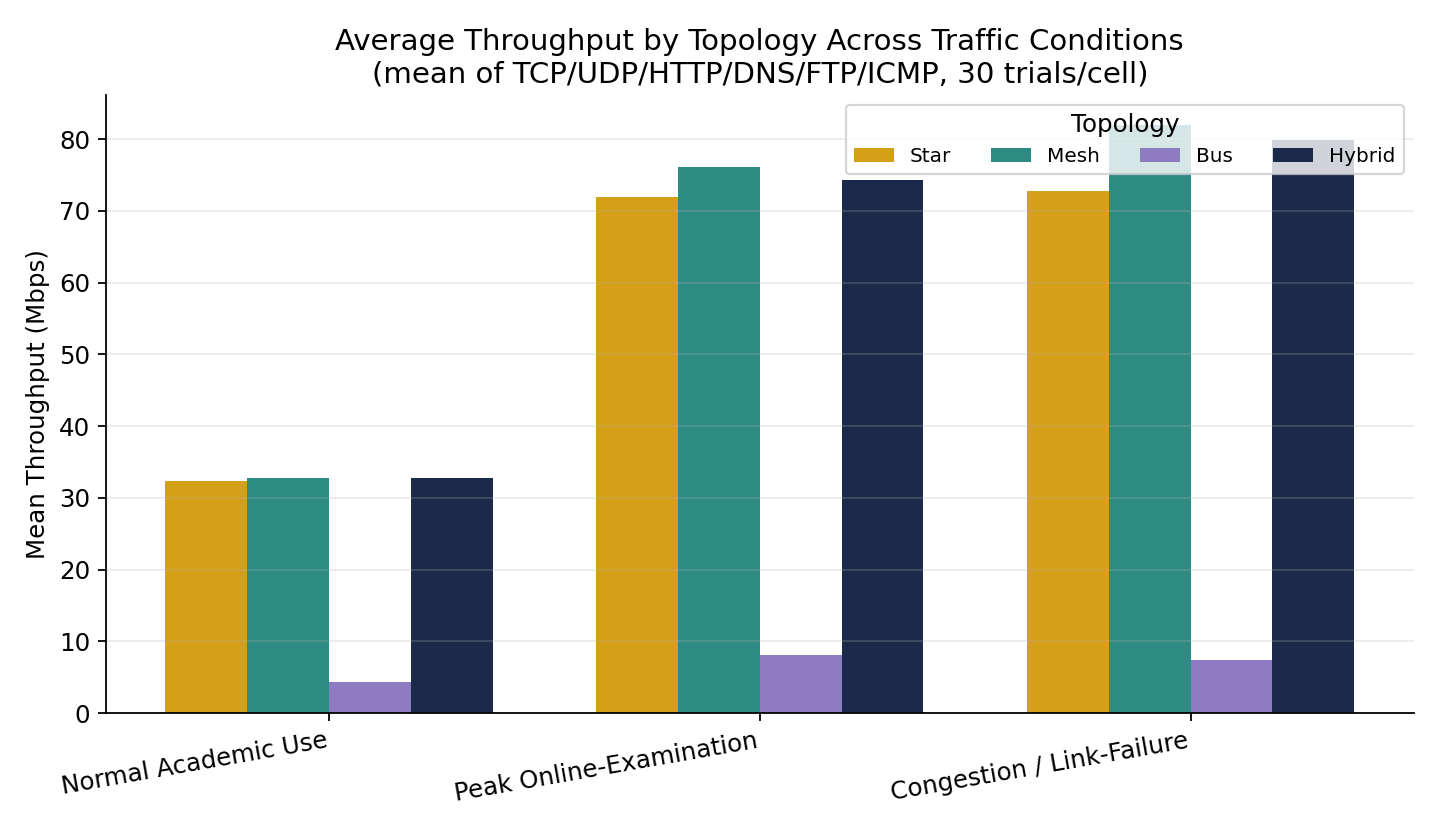 Average Throughput by Topology Across Traffic Conditions
(mean of TCP/UDP/HTTP/DNS/FTP/ICMP, 30 trials/cell)
Topology
Star Mesh Bus Hybrid
Mean Throughput (Mbps)
80
70
60
50
40
30
20
10
0
Normal Academic Use
Peak Online-Examination
Congestion / Link-Failure